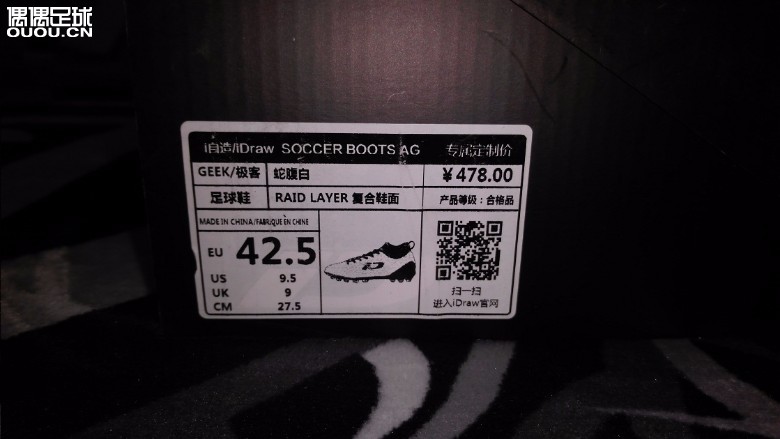 偶偶足球
OUOU.CN
i自造/iDraw SOCCER BOOTS AG 专属定制价
GEEK/极客 蛇腹白 ¥478.00
足球鞋 RAID LAYER 复合鞋面 产品等级：合格品
MADE IN CHINA/FABRIQUE EN CHINE
EU 42.5
US 9.5
UK 9
CM 27.5
扫一扫
进入iDraw官网